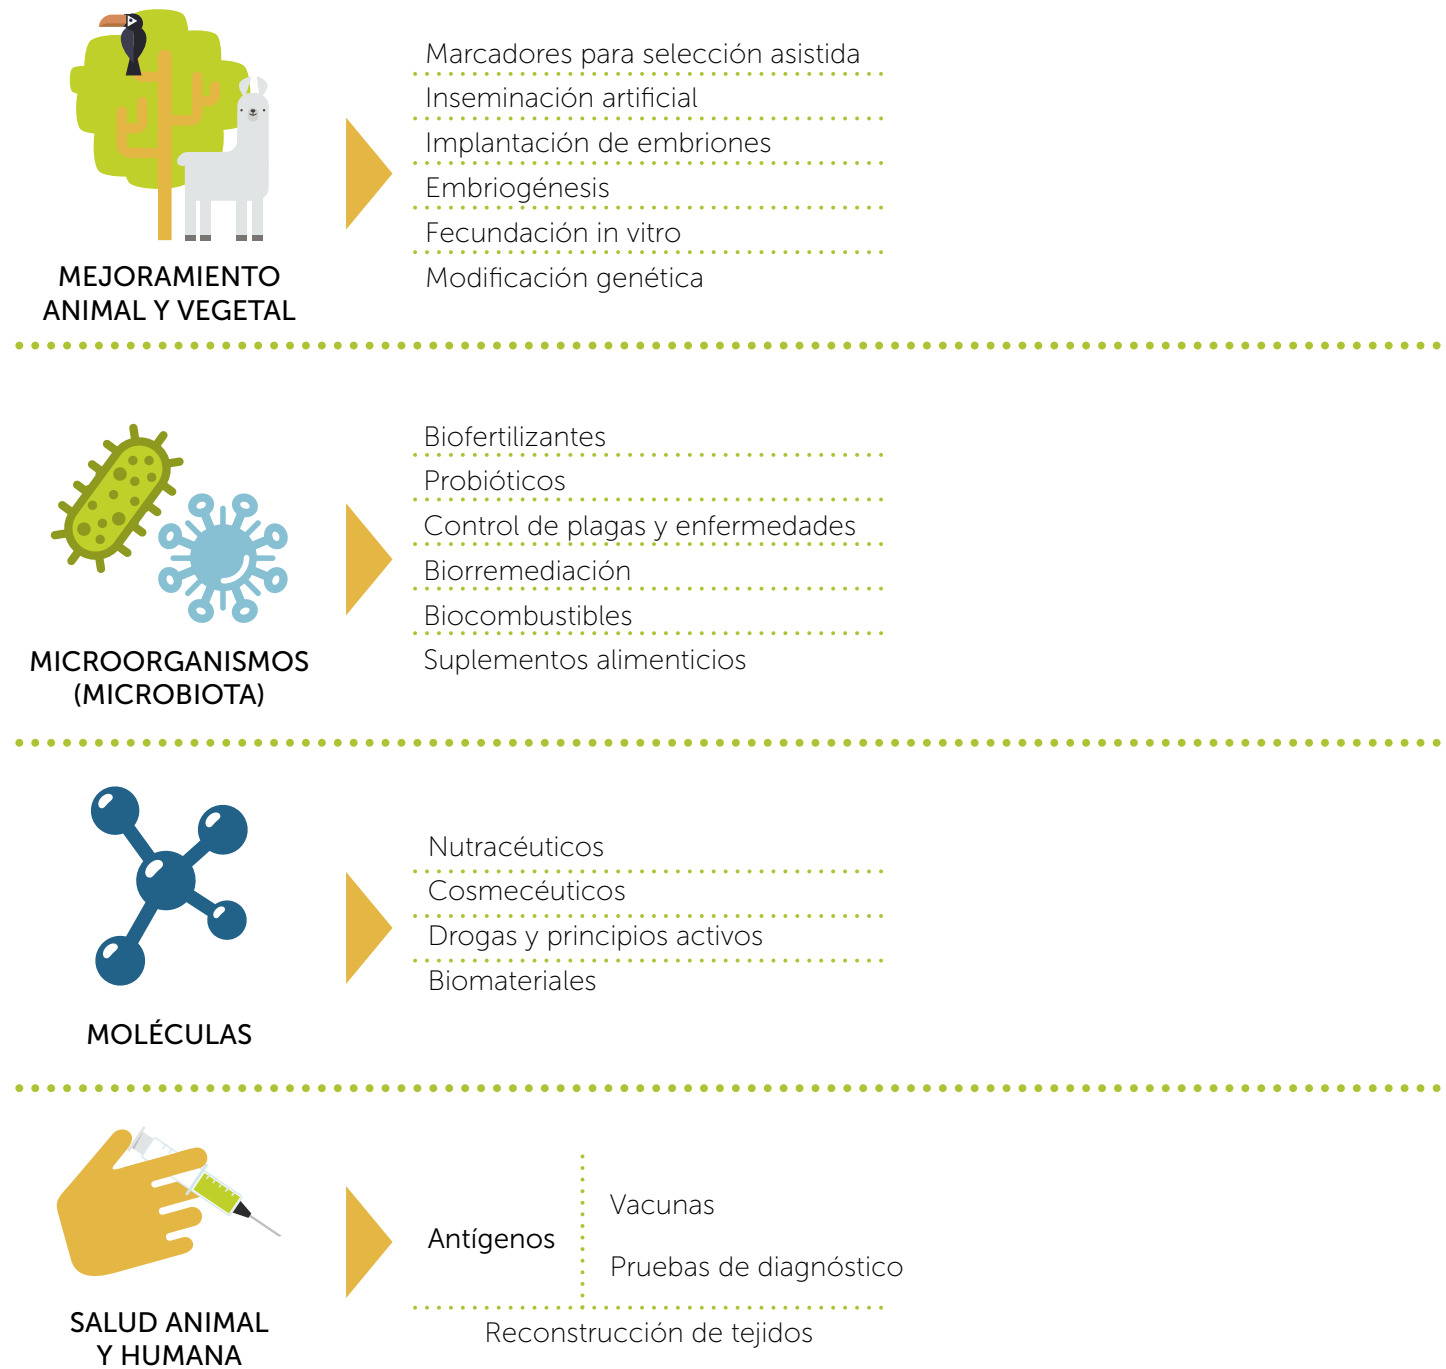 Marcadores para selección asistida
Inseminación artificial
Implantación de embriones
Embriogénesis
Fecundación in vitro
Modificación genética
MEJORAMIENTO
ANIMAL Y VEGETAL
Biofertilizantes
Probióticos
Control de plagas y enfermedades
Biorremediación
Biocombustibles
Suplementos alimenticios
MICROORGANISMOS
(MICROBIOTA)
Nutracéuticos
Cosmecéuticos
Drogas y principios activos
Biomateriales
MOLÉCULAS
Antígenos
Vacunas
Pruebas de diagnóstico
Reconstrucción de tejidos
SALUD ANIMAL
Y HUMANA